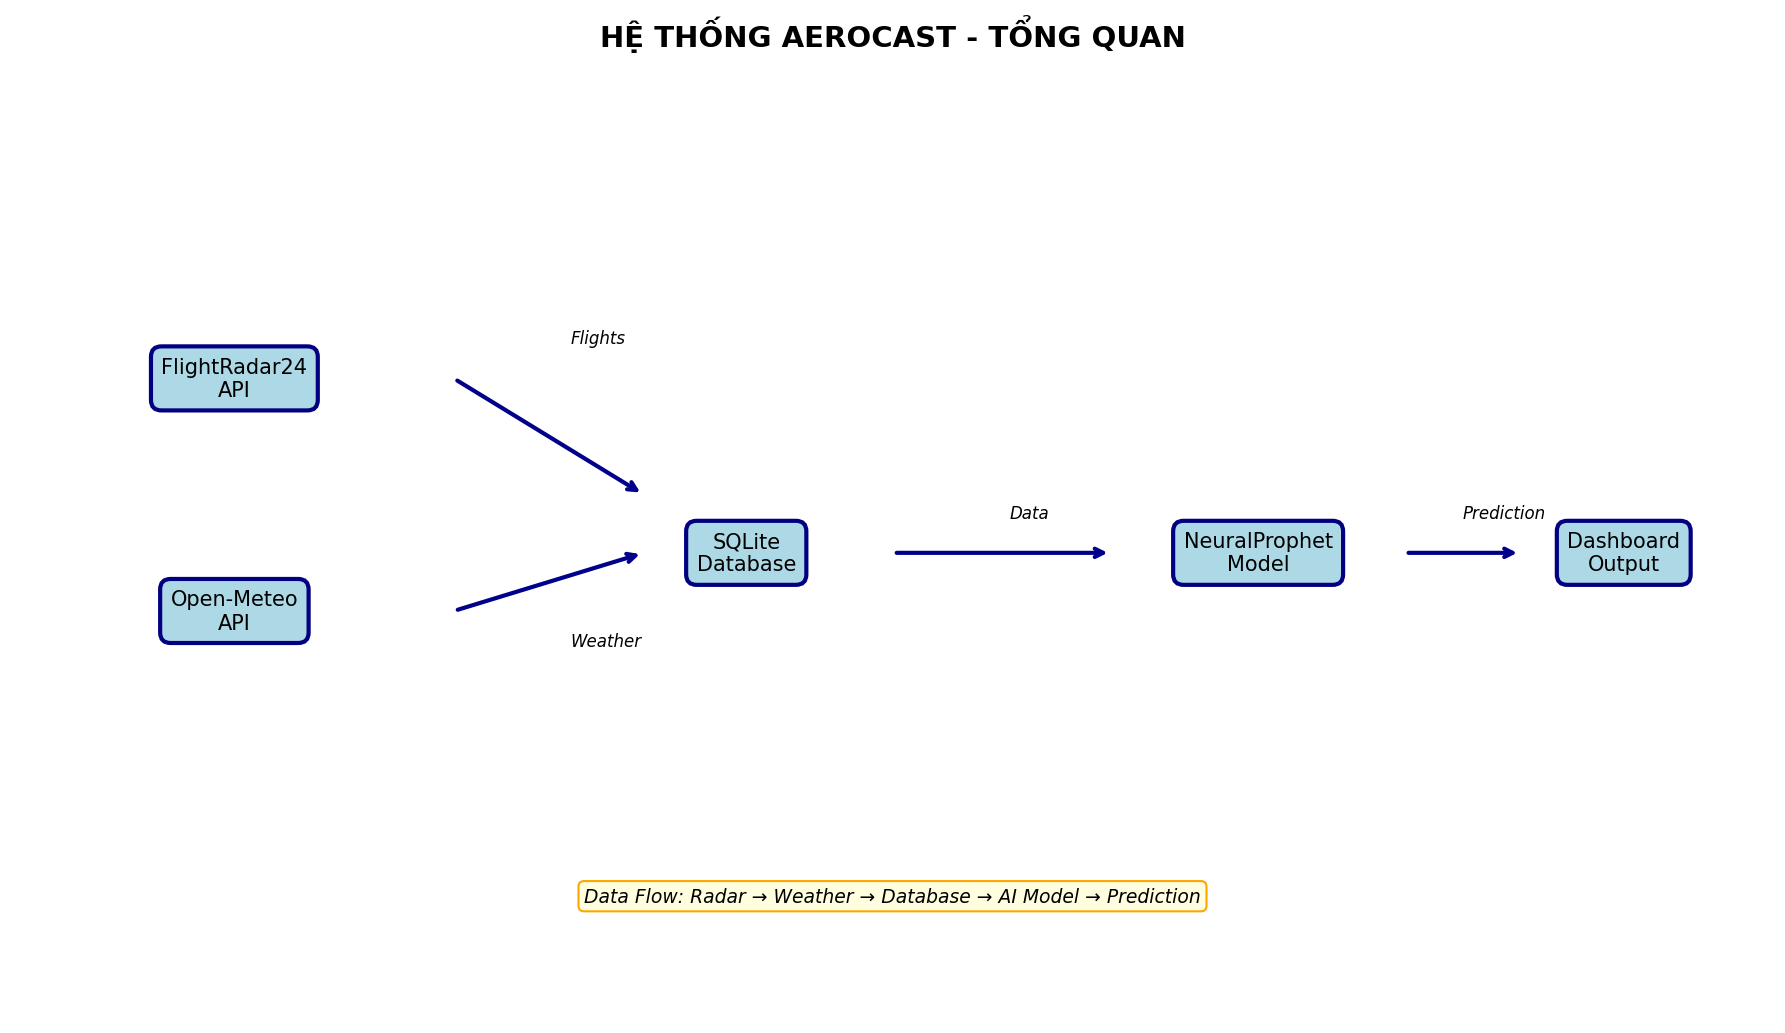 HỆ THỐNG AEROCAST - TỔNG QUAN
Flights
FlightRadar24
API
Data
Prediction
SQLite
Database
NeuralProphet
Model
Dashboard
Output
Open-Meteo
API
Weather
Data Flow: Radar → Weather → Database → AI Model → Prediction